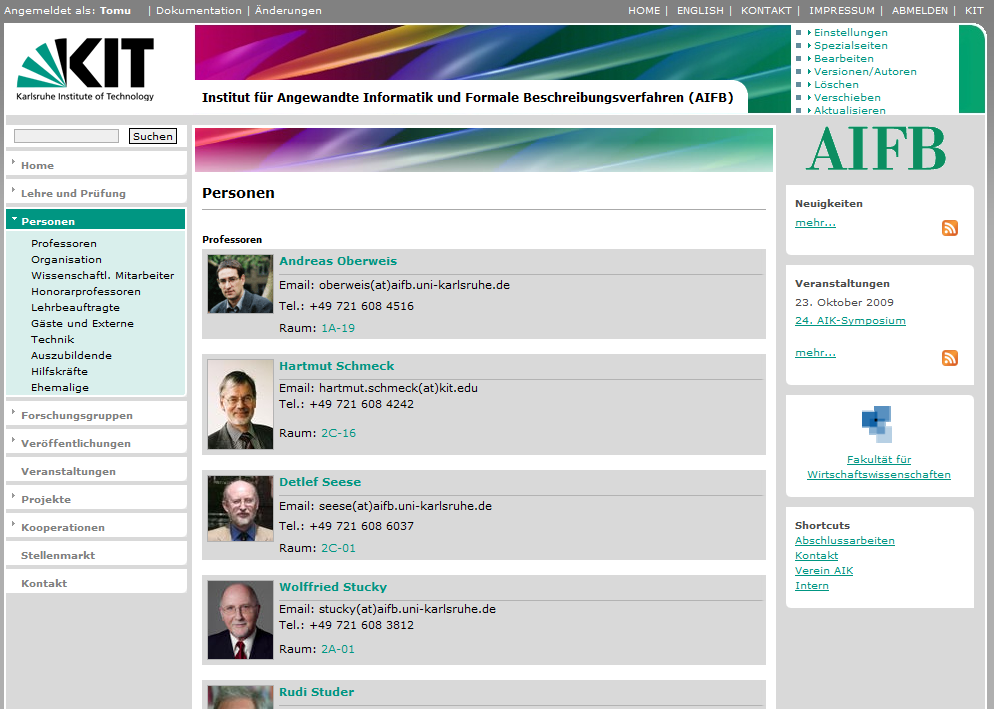 Angemeldet als: Tomu | Dokumentation | Änderungen
HOME | ENGLISH | KONTAKT | IMPRESSUM | ABMELDEN | KIT
KIT
Karlsruhe Institute of Technology
Institut für Angewandte Informatik und Formale Beschreibungsverfahren (AIFB)
Einstellungen
Spezialseiten
Bearbeiten
Versionen/Autoren
Löschen
Verschieben
Aktualisieren
Suchen
Home
Lehre und Prüfung
Personen
Professoren
Organisation
Wissenschaftl. Mitarbeiter
Honorarprofessoren
Lehrbeauftragte
Gäste und Externe
Technik
Auszubildende
Hilfskräfte
Ehemalige
Forschungsgruppen
Veröffentlichungen
Veranstaltungen
Projekte
Kooperationen
Stellenmarkt
Kontakt
Personen
Professoren
Andreas Oberweis
Email: oberweis(at)aifb.uni-karlsruhe.de
Tel.: +49 721 608 4516
Raum: 1A-19
Hartmut Schmeck
Email: hartmut.schmeck(at)kit.edu
Tel.: +49 721 608 4242
Raum: 2C-16
Detlef Seese
Email: seese(at)aifb.uni-karlsruhe.de
Tel.: +49 721 608 6037
Raum: 2C-01
Wolffried Stucky
Email: stucky(at)aifb.uni-karlsruhe.de
Tel.: +49 721 608 3812
Raum: 2A-01
Rudi Studer
AIFB
Neuigkeiten
mehr...
Veranstaltungen
23. Oktober 2009
24. AIK-Symposium
mehr...
Fakultät für
Wirtschaftswissenschaften
Shortcuts
Abschlussarbeiten
Kontakt
Verein AIK
Intern